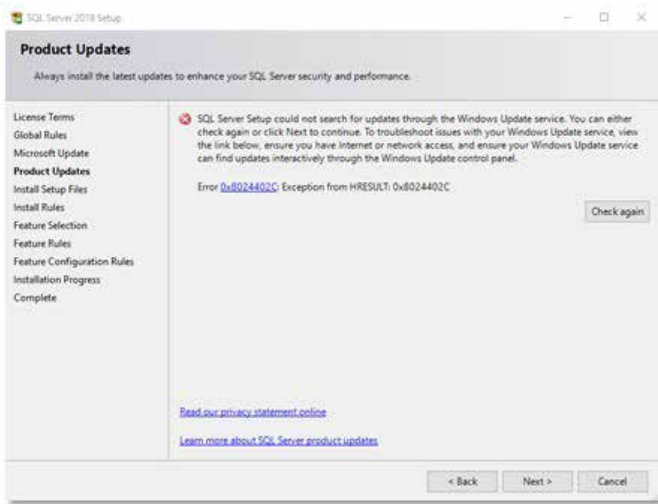 SQL Server 2018 Setup
Product Updates
Always install the latest updates to enhance your SQL Server security and performance.
License Terms
Global Rules
Microsoft Update
Product Updates
Install Setup Files
Install Rules
Feature Selection
Feature Rules
Feature Configuration Rules
Installation Progress
Complete
SQL Server Setup could not search for updates through the Windows Update service. You can either
check again or click Next to continue. To troubleshoot issues with your Windows Update service, view
the link below, ensure you have Internet or network access, and ensure your Windows Update service
can find updates interactively through the Windows Update control panel.
Error 0x8024402C: Exception from HRESULT: 0x8024402C
Check again
Read our privacy statement online
Learn more about SQL Server product updates
< Back
Next >
Cancel